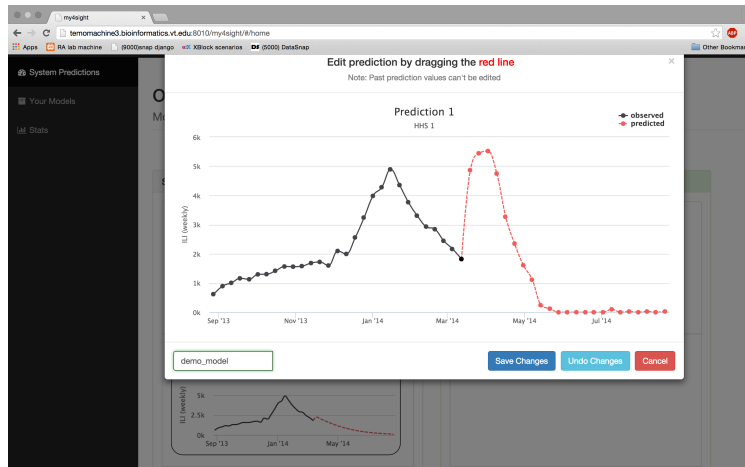 my4sight
temomachine3.bioinformatics.vt.edu:8010/my4sight/#/home
ABP
Apps RA lab machine (9000)snap django edX XBlock scenarios (5000) DataSnap
Other Bookmar
System Predictions
Your Models
Stats
O
Mo
S
Edit prediction by dragging the red line
×
Note: Past prediction values can't be edited
Prediction 1
HHS 1
observed
predicted
ILI (weekly)
6k
5k
4k
3k
2k
1k
0k
Sep '13 Nov '13 Jan '14 Mar '14 May '14 Jul '14
demo_model
Save Changes Undo Changes Cancel
ILI (weekly)
5k
2.5k
0k
Sep '13 Jan '14 May '14